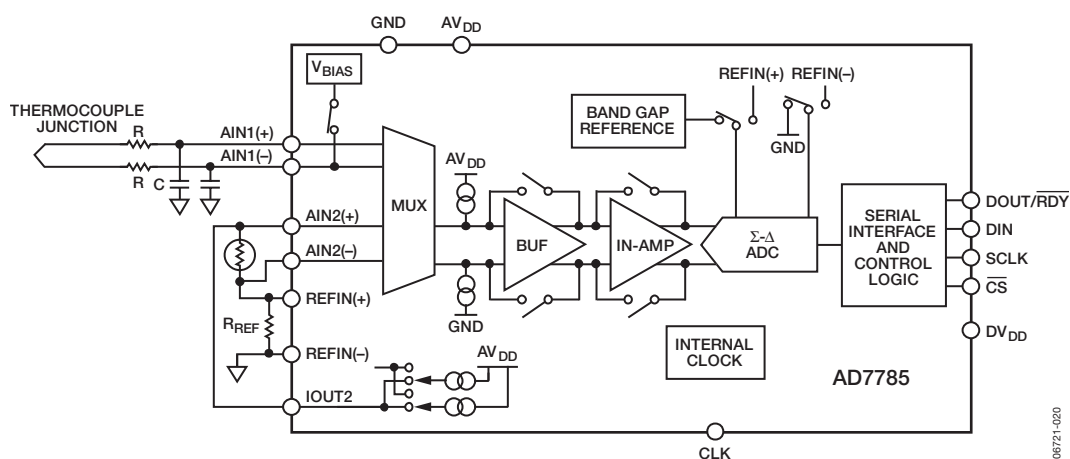 GND
AVDD
VBIAS
REFIN(+)
REFIN(–)
THERMOCOUPLE
JUNCTION
R
AIN1(+)
BAND GAP
REFERENCE
GND
R
AIN1(–)
C
AVDD
MUX
AIN2(+)
BUF
IN-AMP
Σ-Δ
ADC
SERIAL
INTERFACE
AND
CONTROL
LOGIC
DOUT/RDY
DIN
SCLK
CS
AIN2(–)
REFIN(+)
GND
RREF
REFIN(–)
INTERNAL
CLOCK
DVDD
AVDD
AD7785
IOUT2
CLK
06721-020